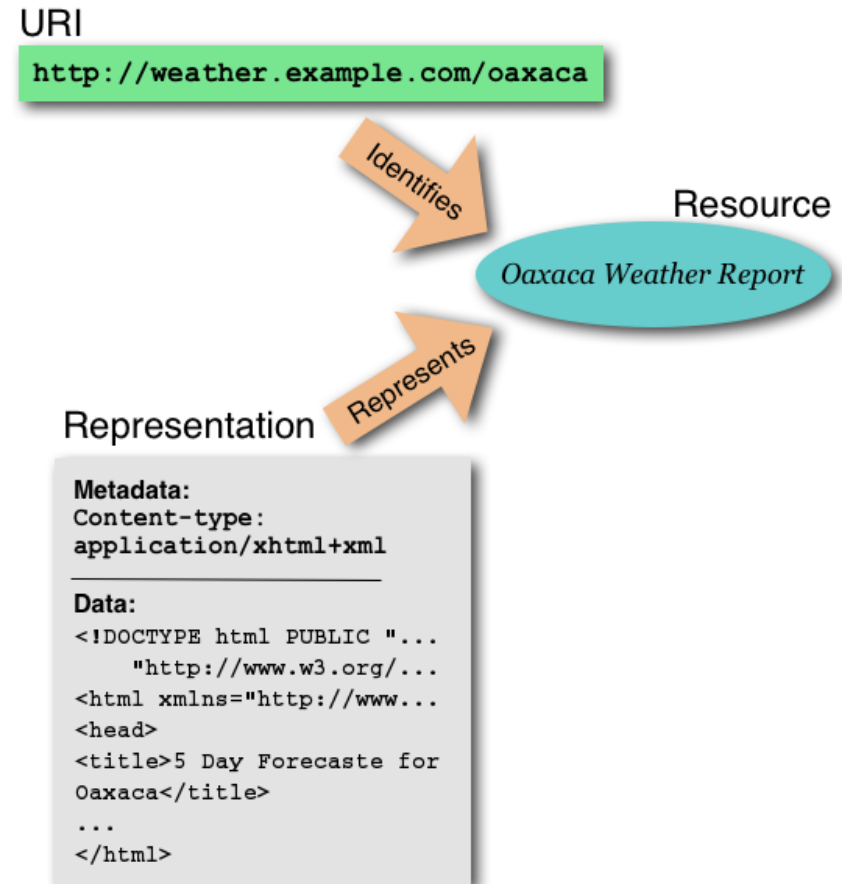 URI
http://weather.example.com/oaxaca
Identifies
Resource
Oaxaca Weather Report
Represents
Representation
Metadata:
Content-type:
application/xhtml+xml
Data:
<!DOCTYPE html PUBLIC "...
"http://www.w3.org/...
<html xmlns="http://www...
<head>
<title>5 Day Forecaste for
Oaxaca</title>
...
</html>